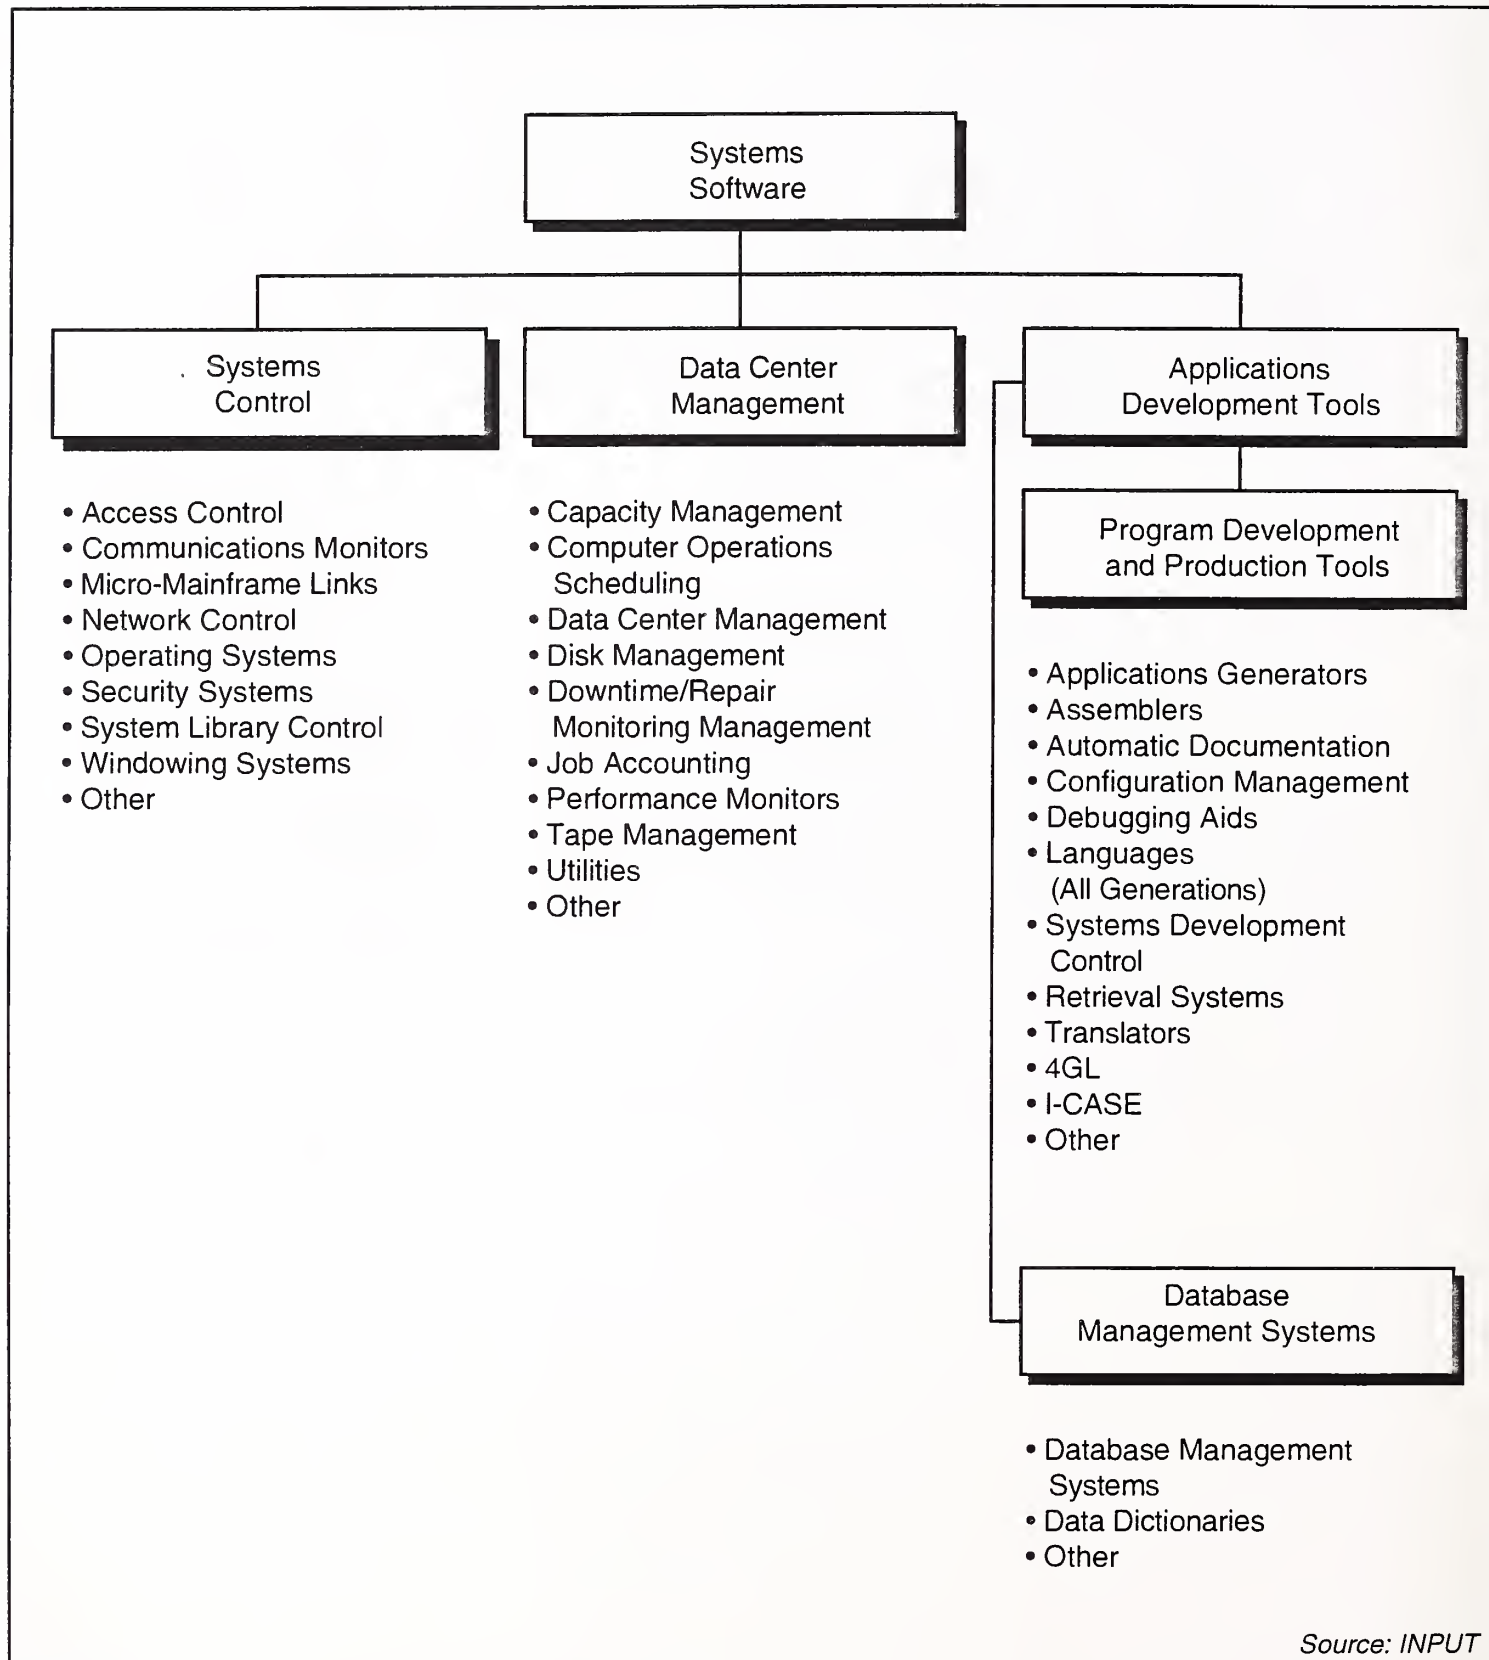 Systems
Software
Systems
Control
• Access Control
• Communications Monitors
• Micro-Mainframe Links
• Network Control
• Operating Systems
• Security Systems
• System Library Control
• Windowing Systems
• Other
Data Center
Management
• Capacity Management
• Computer Operations
Scheduling
• Data Center Management
• Disk Management
• Downtime/Repair
Monitoring Management
• Job Accounting
• Performance Monitors
• Tape Management
• Utilities
• Other
Applications
Development Tools
Program Development
and Production Tools
• Applications Generators
• Assemblers
• Automatic Documentation
• Configuration Management
• Debugging Aids
• Languages
(All Generations)
• Systems Development
Control
• Retrieval Systems
• Translators
• 4GL
• I-CASE
• Other
Database
Management Systems
• Database Management
Systems
• Data Dictionaries
• Other
Source: INPUT